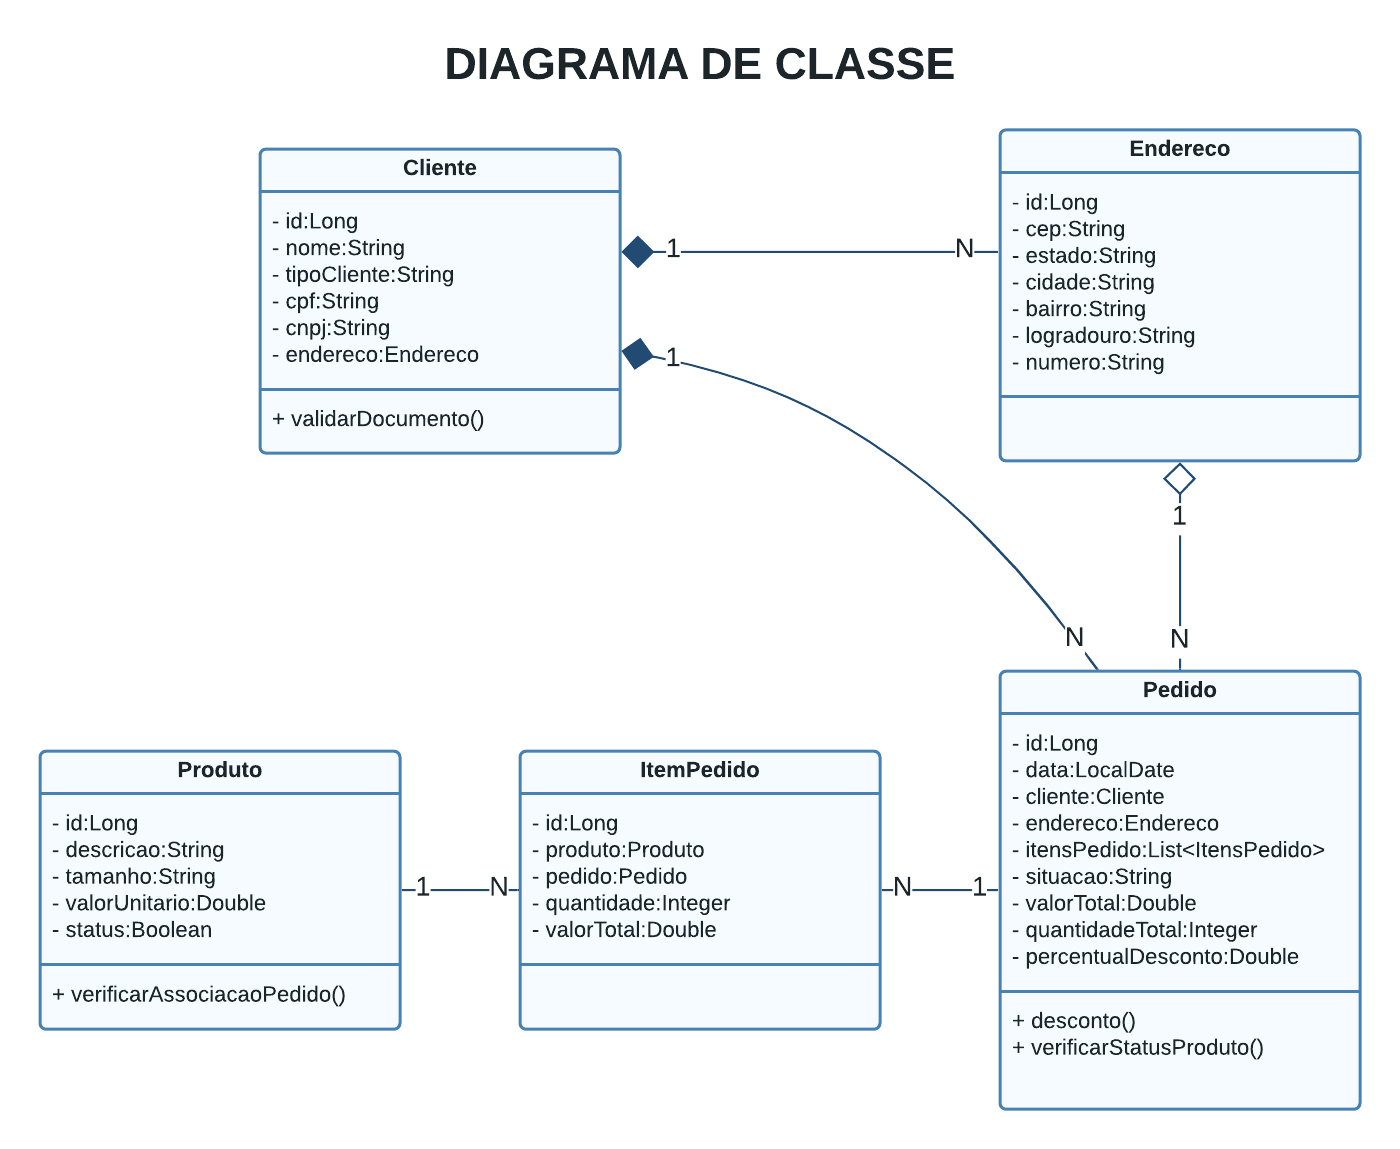 DIAGRAMA DE CLASSE
Cliente
- id:Long
- nome:String
- tipoCliente:String
- cpf:String
- cnpj:String
- endereco:Endereco
+ validarDocumento()
1
N
1
N
Endereco
- id:Long
- cep:String
- estado:String
- cidade:String
- bairro:String
- logradouro:String
- numero:String
1
N
Produto
- id:Long
- descricao:String
- tamanho:String
- valorUnitario:Double
- status:Boolean
+ verificarAssociacaoPedido()
1
N
ItemPedido
- id:Long
- produto:Produto
- pedido:Pedido
- quantidade:Integer
- valorTotal:Double
N
1
Pedido
- id:Long
- data:LocalDate
- cliente:Cliente
- endereco:Endereco
- itensPedido:List<ItensPedido>
- situacao:String
- valorTotal:Double
- quantidadeTotal:Integer
- percentualDesconto:Double
+ desconto()
+ verificarStatusProduto()